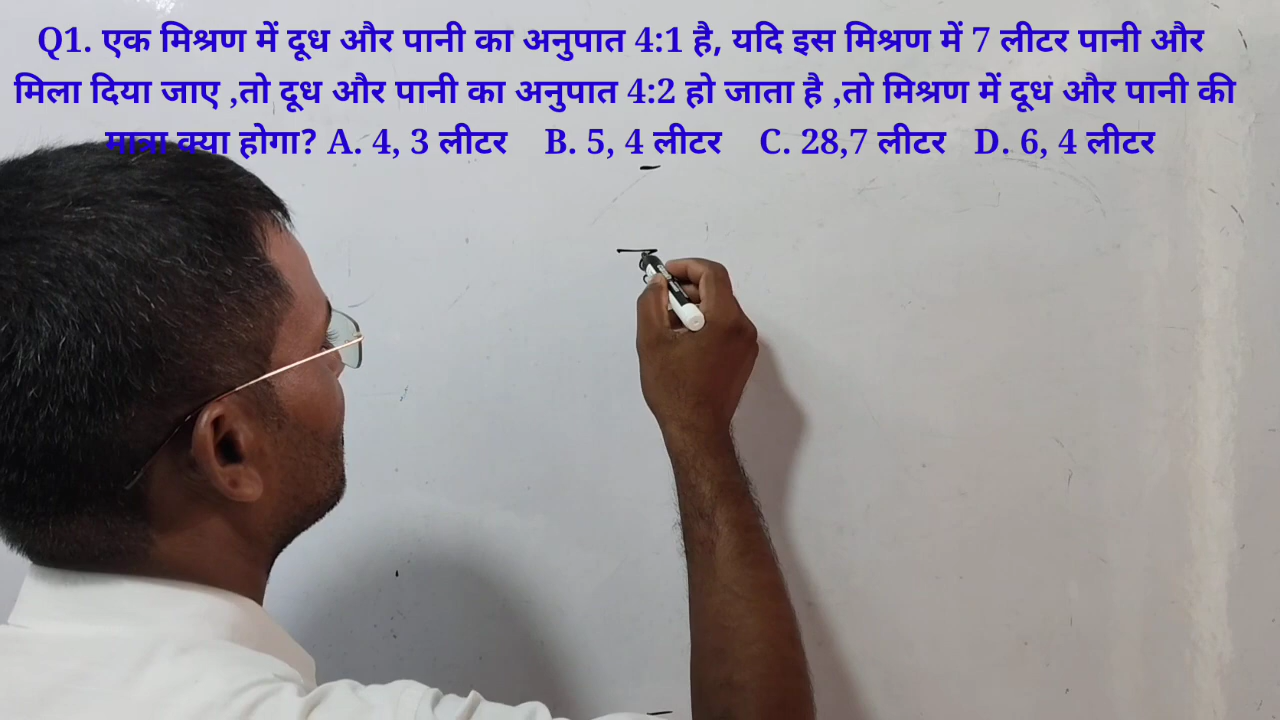 Q1. एक मिश्रण में दूध और पानी का अनुपात 4:1 है, यदि इस मिश्रण में 7 लीटर पानी और
मिला दिया जाए ,तो दूध और पानी का अनुपात 4:2 हो जाता है ,तो मिश्रण में दूध और पानी की
मात्रा क्या होगा? A. 4, 3 लीटर B. 5, 4 लीटर C. 28,7 लीटर D. 6, 4 लीटर